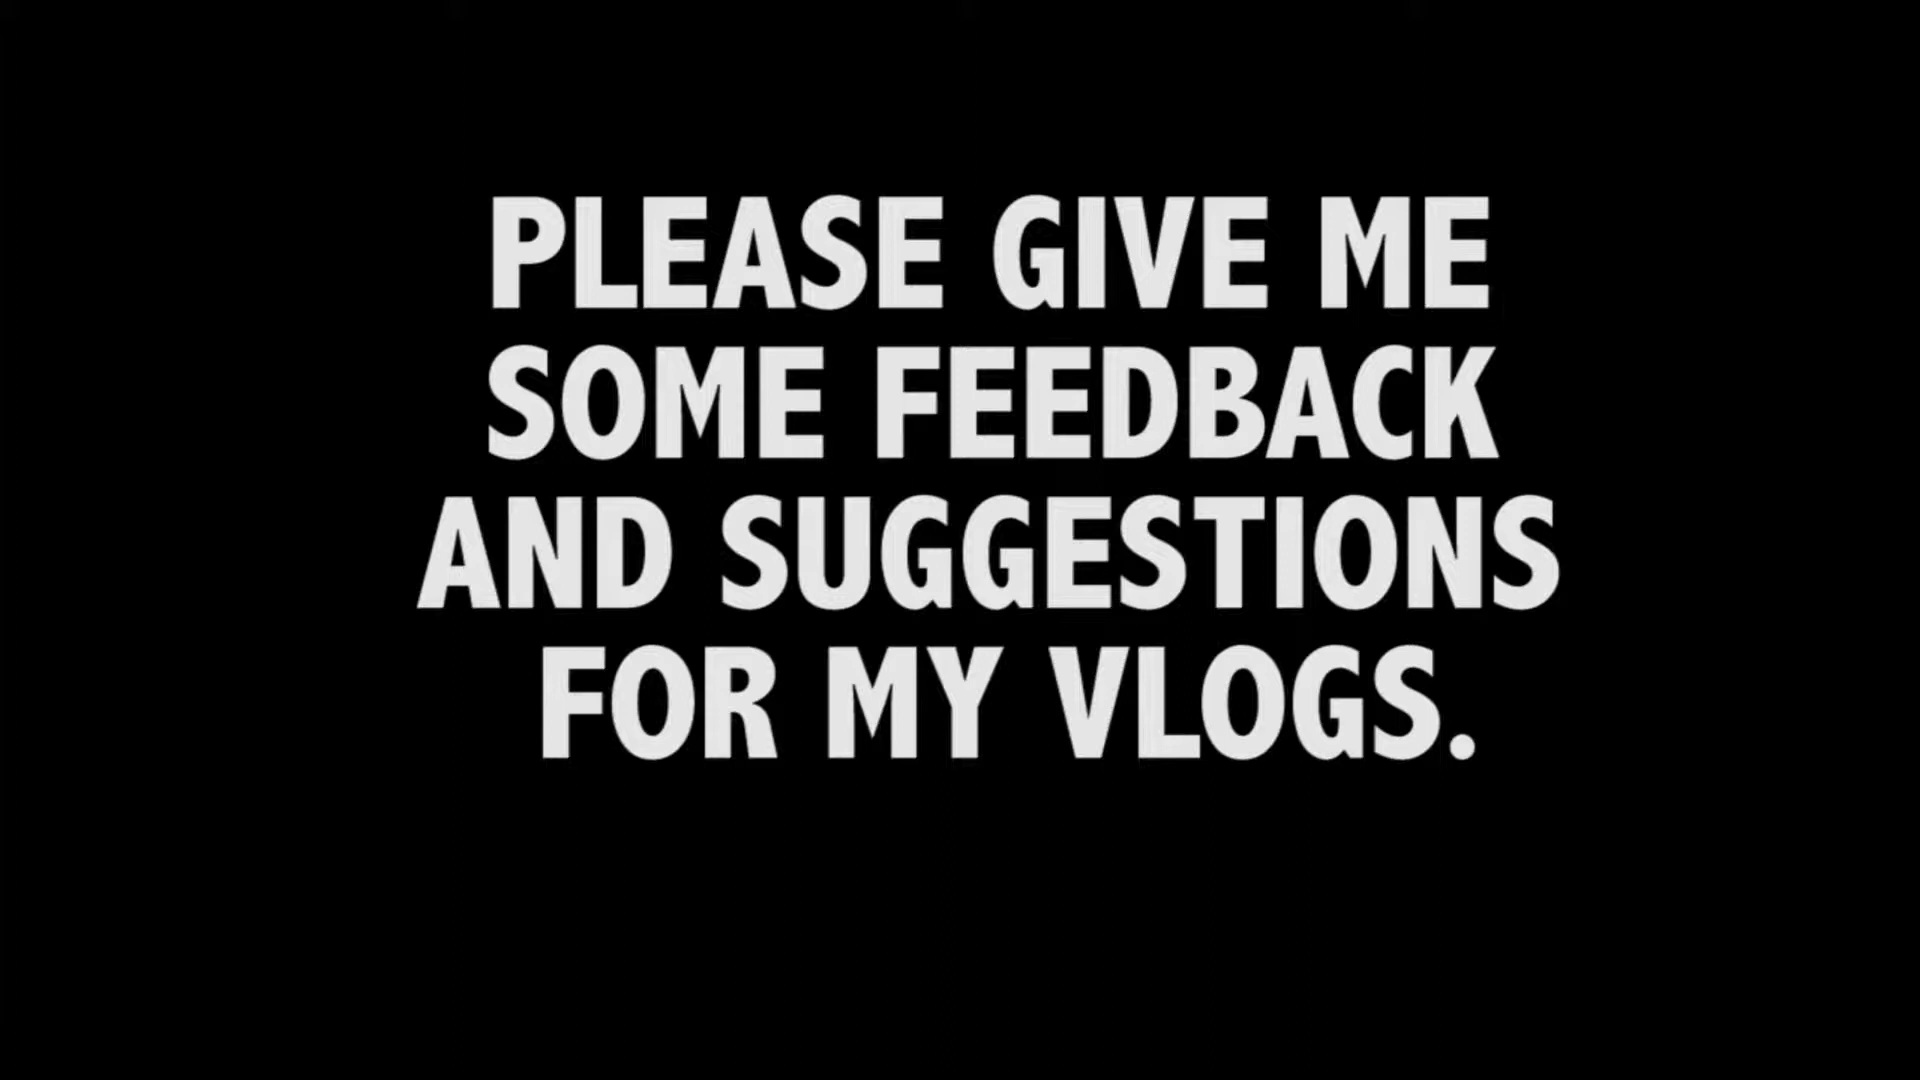 PLEASE GIVE ME
SOME FEEDBACK
AND SUGGESTIONS
FOR MY VLOGS.